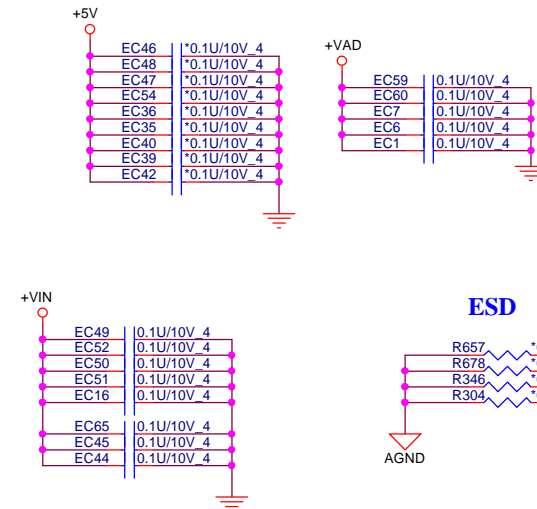 +5V
EC46 *0.1U/10V_4
EC48 *0.1U/10V_4
EC47 *0.1U/10V_4
EC54 *0.1U/10V_4
EC36 *0.1U/10V_4
EC35 *0.1U/10V_4
EC40 *0.1U/10V_4
EC39 *0.1U/10V_4
EC42 *0.1U/10V_4
+VAD
EC59 0.1U/10V_4
EC60 0.1U/10V_4
EC7 0.1U/10V_4
EC6 0.1U/10V_4
EC1 0.1U/10V_4
+VIN
EC49 0.1U/10V_4
EC52 0.1U/10V_4
EC50 0.1U/10V_4
EC51 0.1U/10V_4
EC16 0.1U/10V_4
EC65 0.1U/10V_4
EC45 0.1U/10V_4
EC44 0.1U/10V_4
ESD
R657 *
R678 *
R346 *
R304 *
AGND